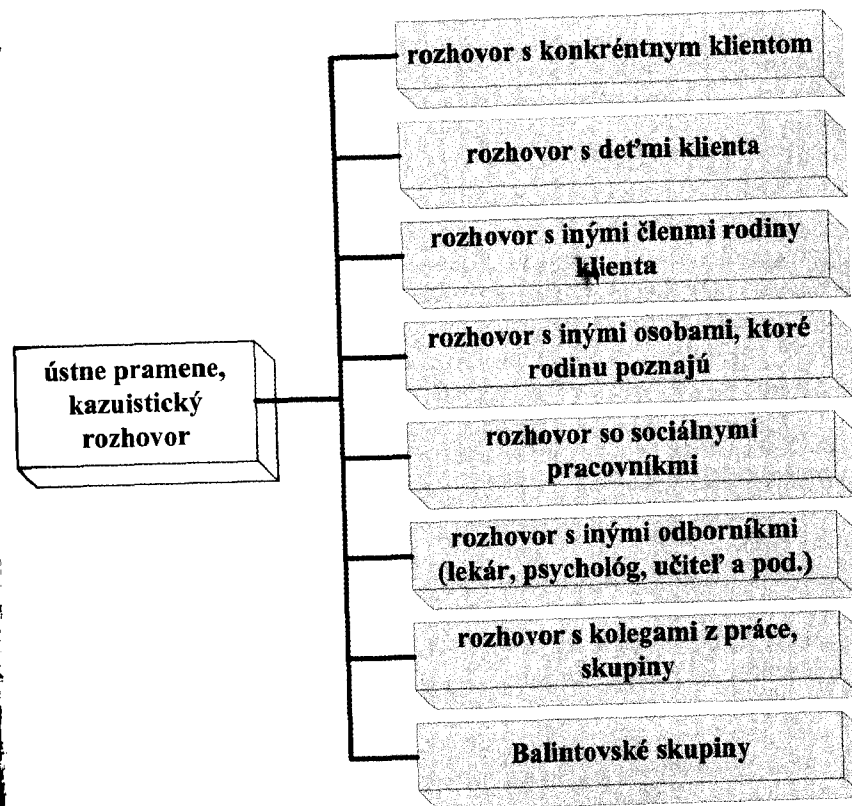 rozhovor s konkréntnym klientom
rozhovor s deťmi klienta
rozhovor s inými členmi rodiny
klienta
ústne pramene,
kazuistický
rozhovor
rozhovor s inými osobami, ktoré
rodinu poznajú
rozhovor so sociálnymi
pracovníkmi
rozhovor s inými odborníkmi
(lekár, psychológ, učiteľ a pod.)
rozhovor s kolegami z práce,
skupiny
Balintovské skupiny